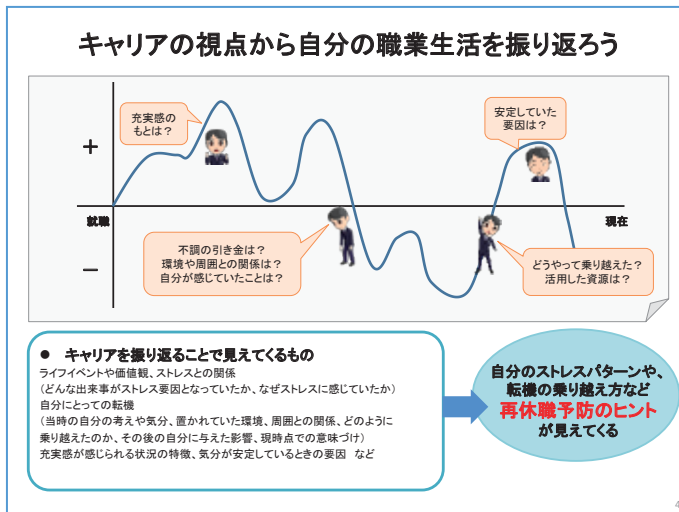 キャリアの視点から自分の職業生活を振り返ろう
充実感の
もとは？
安定していた
要因は？
＋
就職
現在
－
不調の引き金は？
環境や周囲との関係は？
自分が感じていたことは？
どうやって乗り越えた？
活用した資源は？
● キャリアを振り返ることで見えてくるもの
ライフイベントや価値観、ストレスとの関係
（どんな出来事がストレス要因となっていたか、なぜストレスに感じていたか）
自分にとっての転機
（当時の自分の考えや気分、置かれていた環境、周囲との関係、どのように
乗り越えたのか、その後の自分に与えた影響、現時点での意味づけ）
充実感が感じられる状況の特徴、気分が安定しているときの要因　など
自分のストレスパターンや、
転機の乗り越え方など
再休職予防のヒント
が見えてくる
4